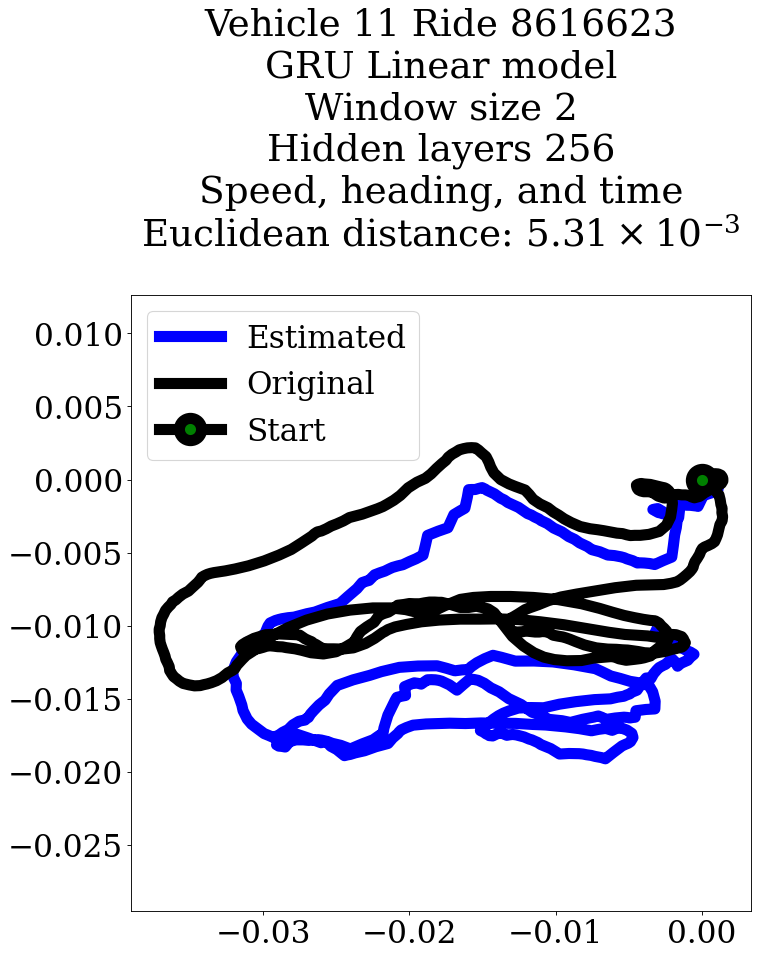 Vehicle 11 Ride 8616623
GRU Linear model
Window size 2
Hidden layers 256
Speed, heading, and time
Euclidean distance: 5.31 × 10⁻³
Estimated
Original
Start
0.010
0.005
0.000
−0.005
−0.010
−0.015
−0.020
−0.025
−0.03 −0.02 −0.01 0.00